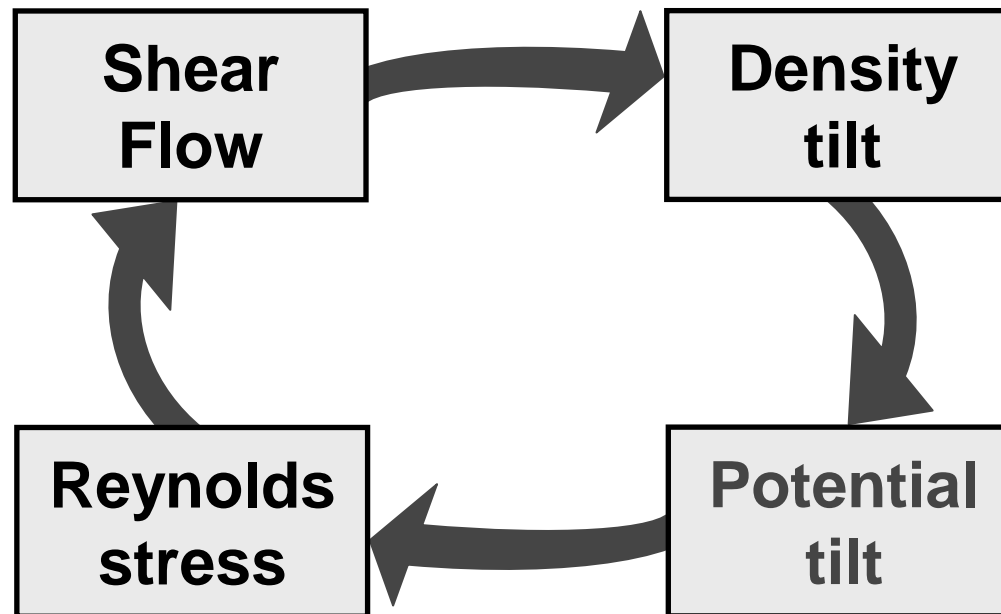 Shear
Flow
Density
tilt
Reynolds
stress
Potential
tilt